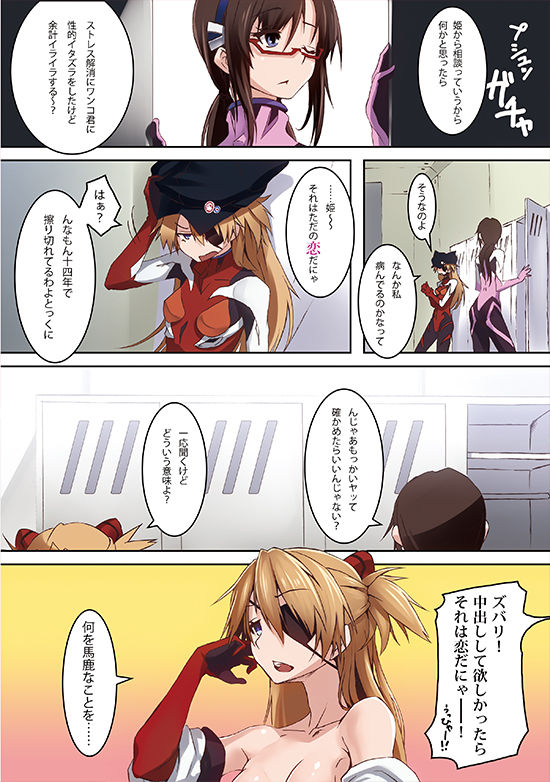 プシュン
ガチャ
姫から相談っていうから
何かと思ったら
ストレス解消にワンコ君に
性的イタズラをしたけど
余計イライラする～？
そうなのよ
なんか私
病んでるのかなって
……姫～
それはただの恋だにゃ
はぁ？
んなもん十四年で
擦り切れてるわよとっくに
んじゃあもっかいヤッて
確かめたらいいんじゃない？
一応聞くけど
どういう意味よ？
ズバリ！
中出しして欲しかったら
それは恋だにゃーー！
うひゃー!!
何を馬鹿なことを……